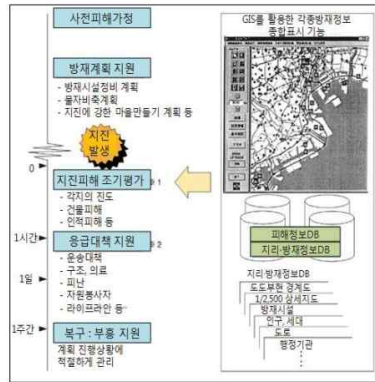 사전피해가정
방재계획 지원
- 방재시설정비 계획
- 물자비축계획
- 지진에 강한 마을만들기 계획 등
지진
발생
0
지진피해 조기평가 ※1
- 각지의 진도
- 건물피해
- 인적피해 등
1시간
응급대책 지원 ※2
- 운송대책
- 구조, 의료
- 피난
- 자원봉사자
- 라이프라인 등
1일
1주간
복구 : 부흥 지원
계획 진행상황에
적절하게 관리
GIS를 활용한 각종방재정보
종합표시 기능
피해정보DB
지리·방재정보DB
지리·방재정보DB
도도부현 경계도
1/2,500 상세지도
방재시설
인구, 세대
도로
행정기관